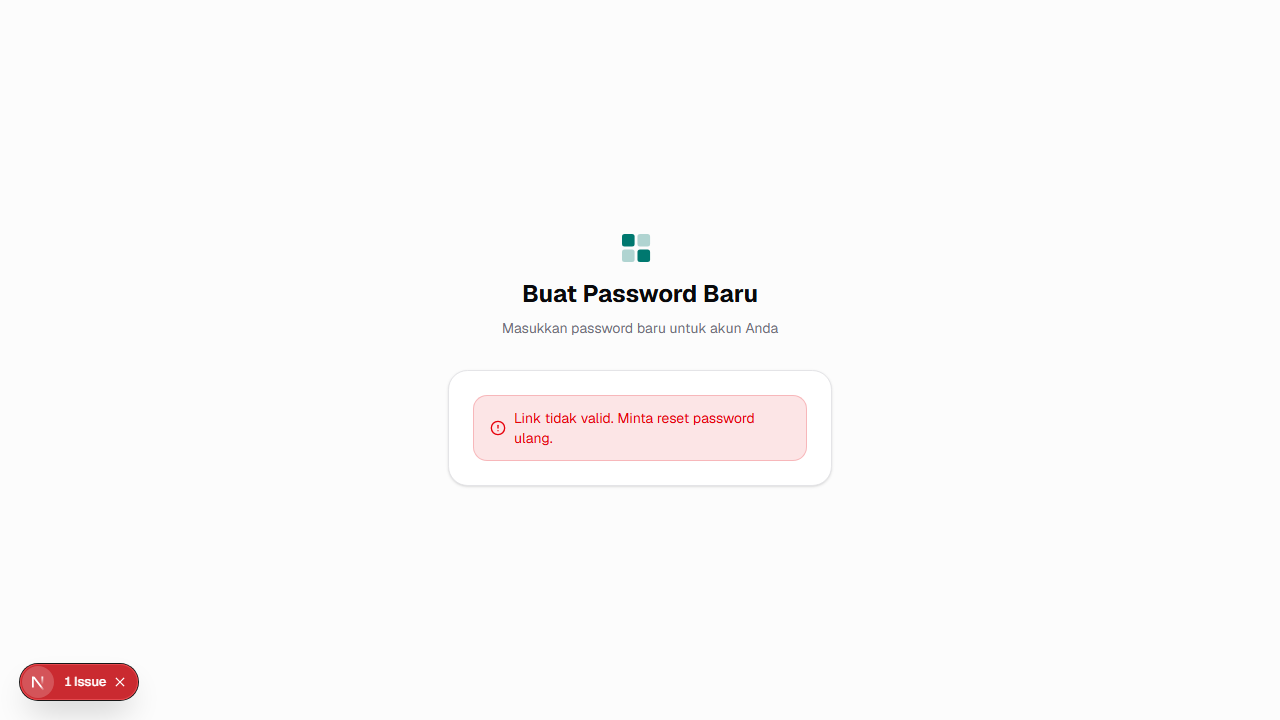 Buat Password Baru
Masukkan password baru untuk akun Anda
Link tidak valid. Minta reset password
ulang.
N 1 Issue